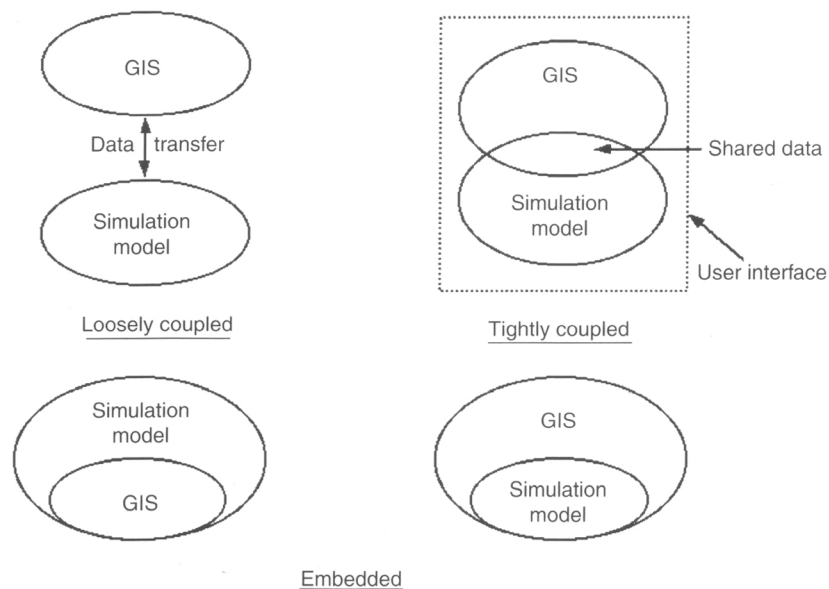 GIS
Data transfer
Simulation
model
Loosely coupled
GIS
Shared data
Simulation
model
User interface
Tightly coupled
Simulation
model
GIS
GIS
Simulation
model
Embedded